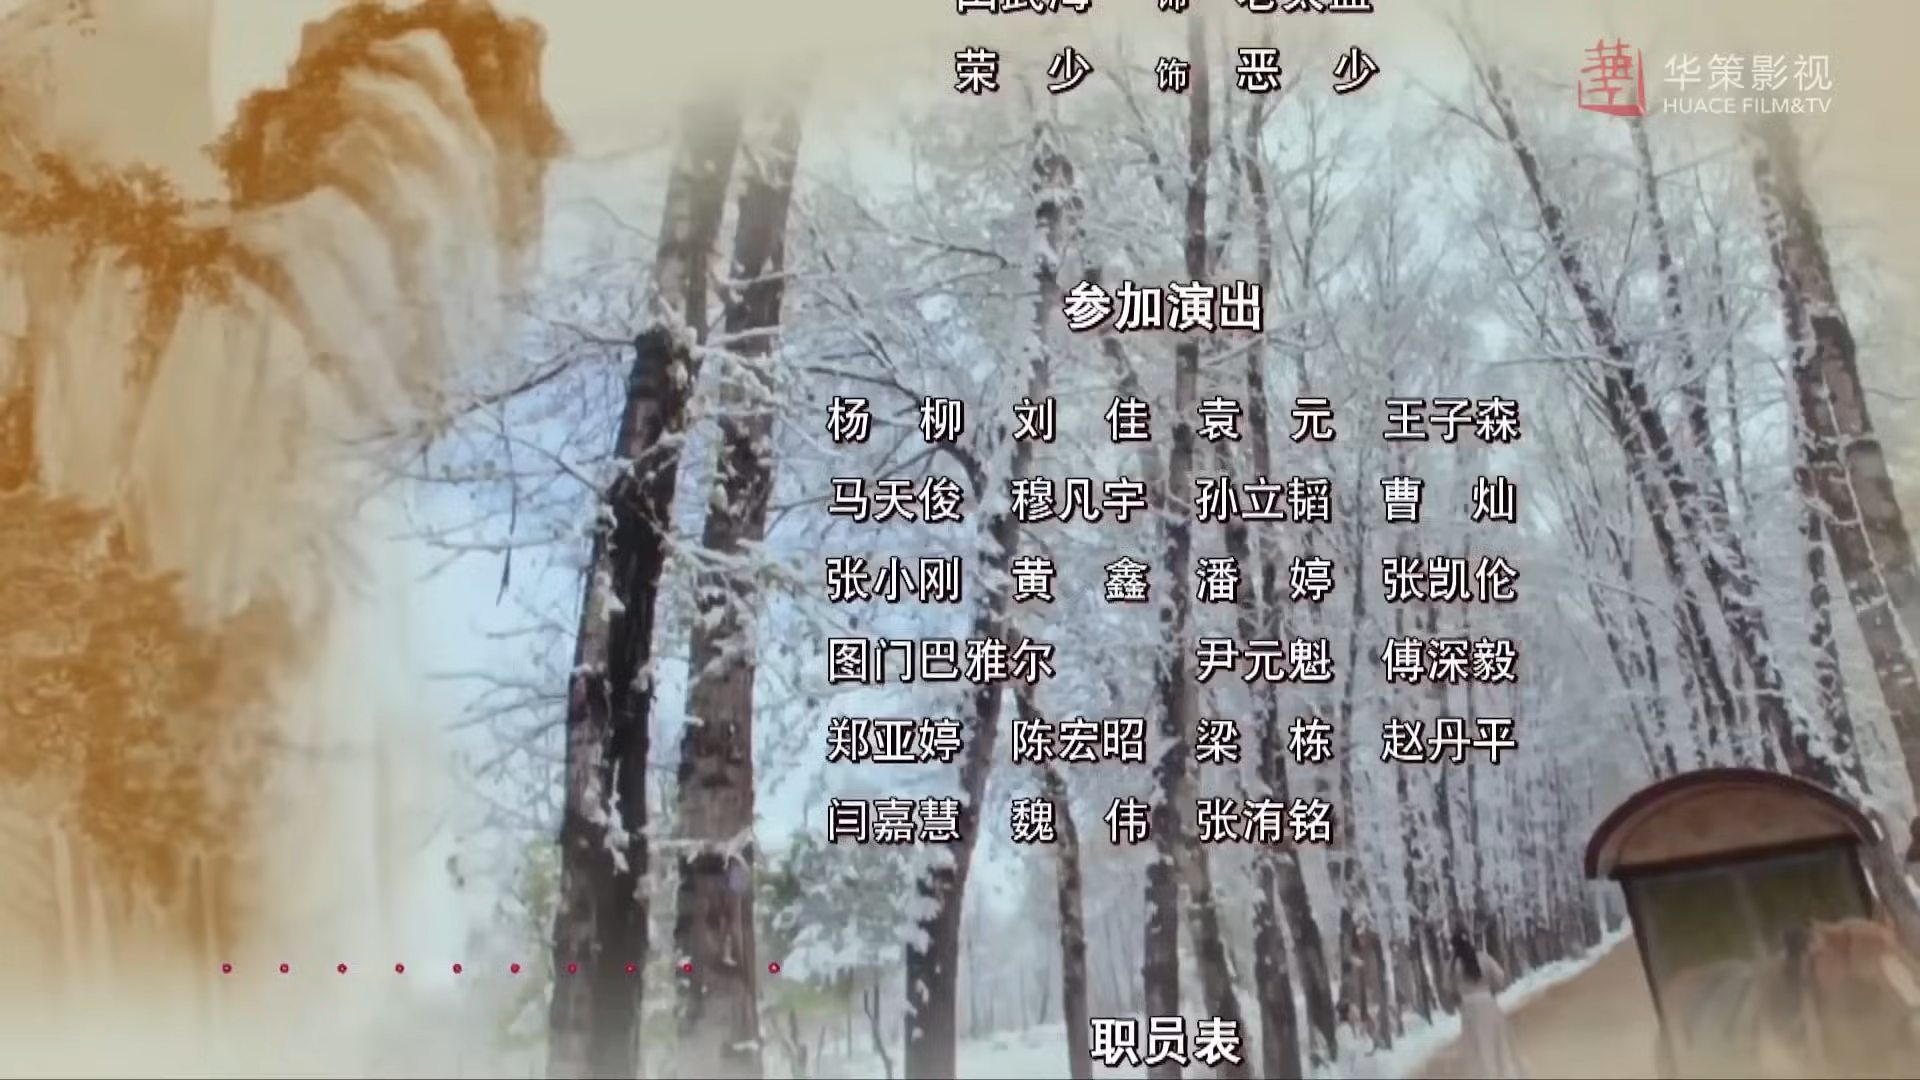 饰
荣 少 饰 恶 少
華
华策影视
HUACE FILM&TV
参加演出
杨 柳 刘 佳 袁 元 王子森
马天俊 穆凡宇 孙立韬 曹 灿
张小刚 黄 鑫 潘 婷 张凯伦
图门巴雅尔 尹元魁 傅深毅
郑亚婷 陈宏昭 梁 栋 赵丹平
闫嘉慧 魏 伟 张洧铭
职员表